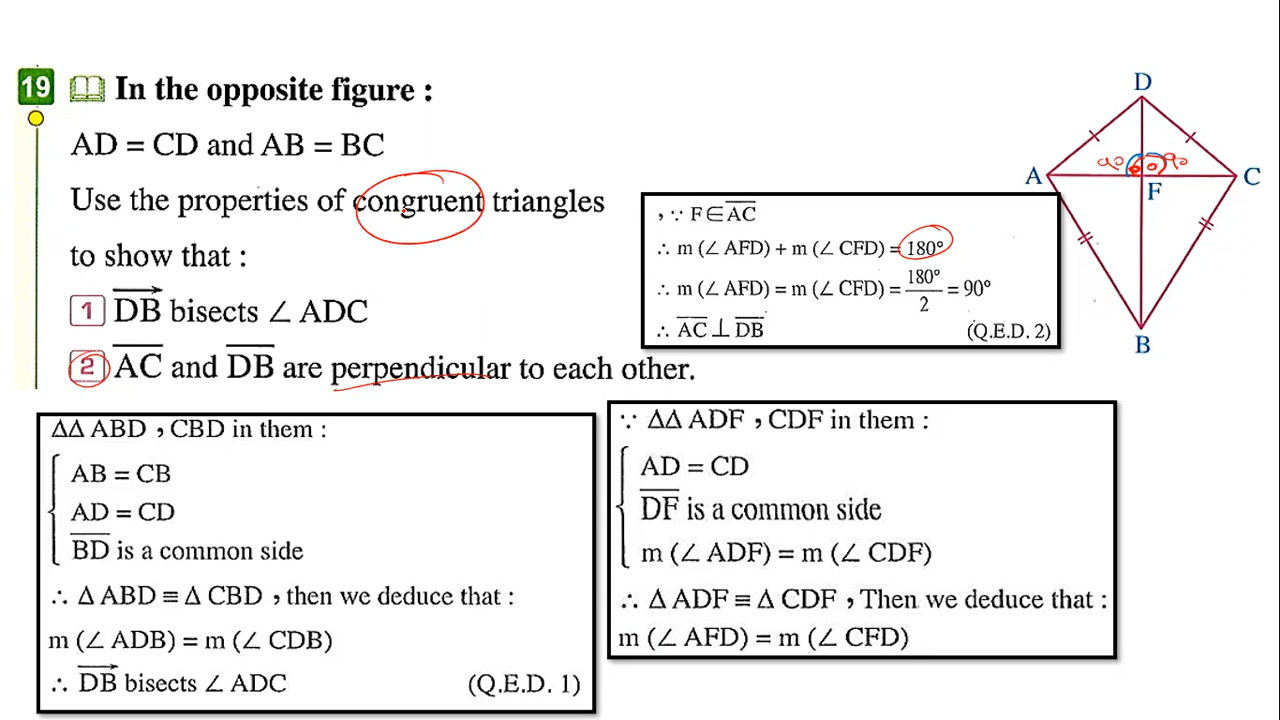 19 In the opposite figure :
AD = CD and AB = BC
Use the properties of congruent triangles
to show that :
1 DB bisects ∠ ADC
2 AC and DB are perpendicular to each other.
D
90 90
A
C
F
B
, ∵ F ∈ AC
∴ m (∠ AFD) + m (∠ CFD) = 180°
∴ m (∠ AFD) = m (∠ CFD) = 180° / 2 = 90°
∴ AC ⊥ DB (Q.E.D. 2)
ΔΔ ABD , CBD in them :
AB = CB
AD = CD
BD is a common side
∴ Δ ABD ≡ Δ CBD , then we deduce that :
m (∠ ADB) = m (∠ CDB)
∴ DB bisects ∠ ADC (Q.E.D. 1)
∵ ΔΔ ADF , CDF in them :
AD = CD
DF is a common side
m (∠ ADF) = m (∠ CDF)
∴ Δ ADF ≡ Δ CDF , Then we deduce that :
m (∠ AFD) = m (∠ CFD)